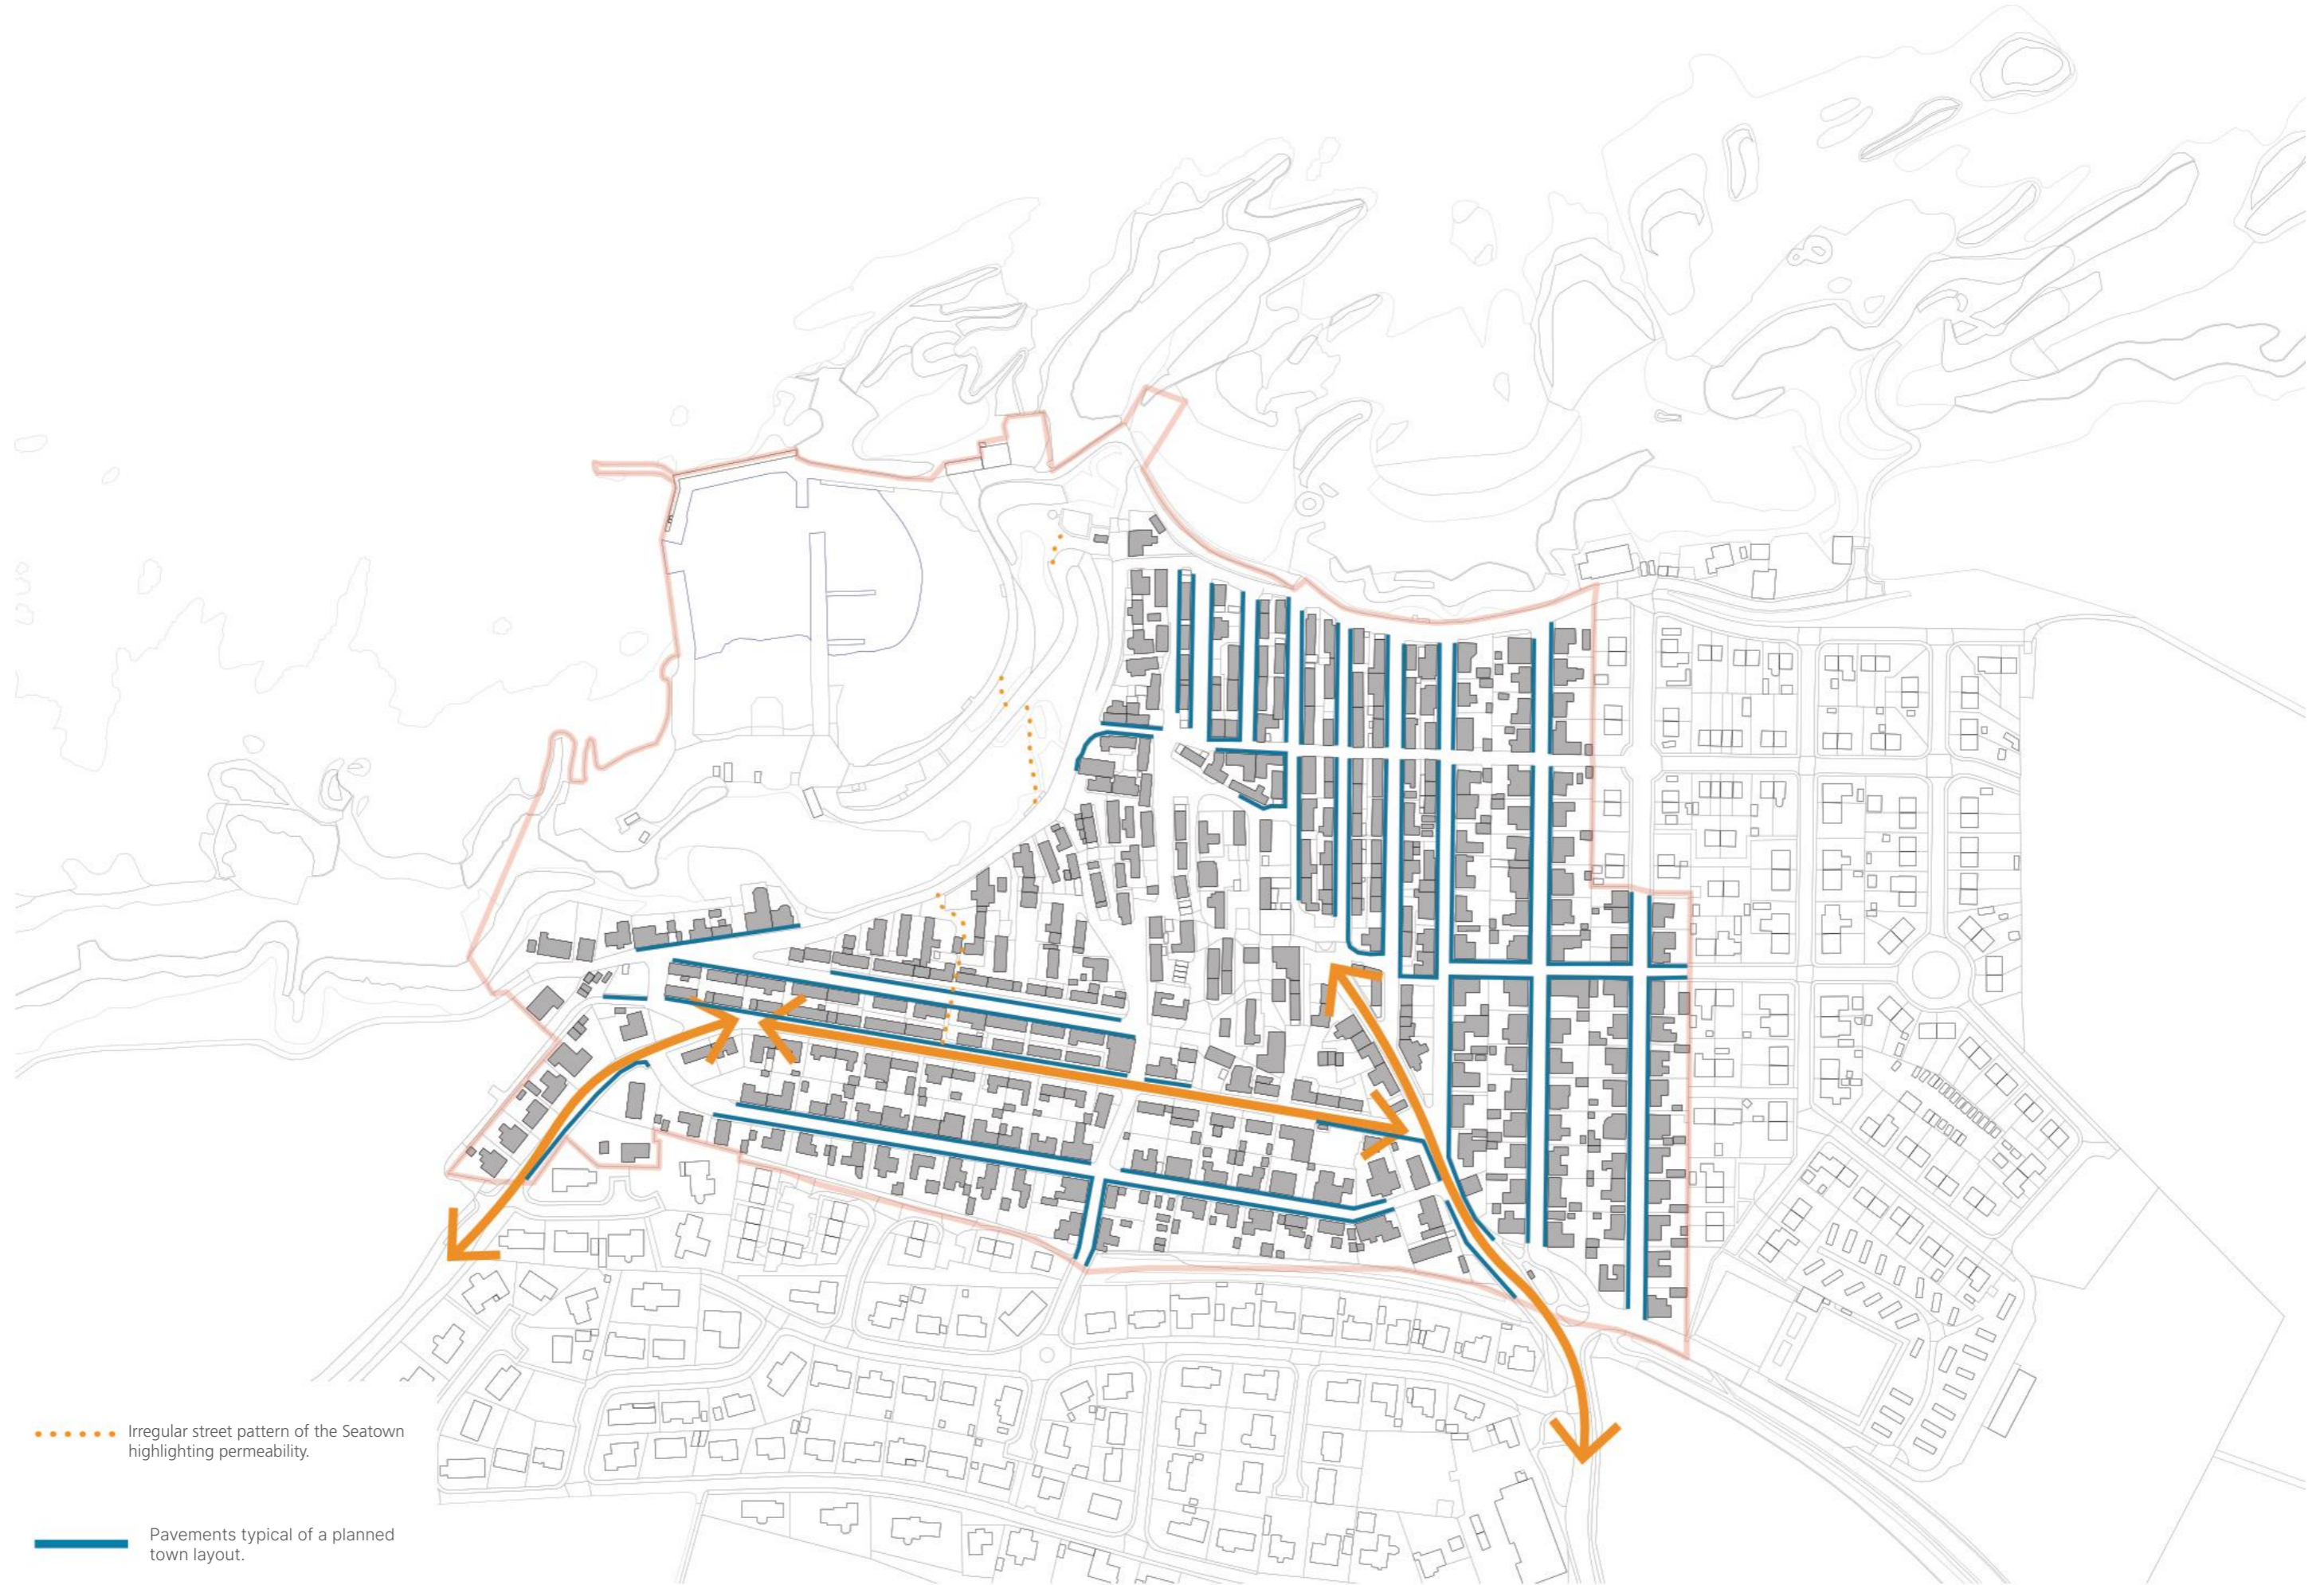 Irregular street pattern of the Seatown
highlighting permeability.
Pavements typical of a planned
town layout.